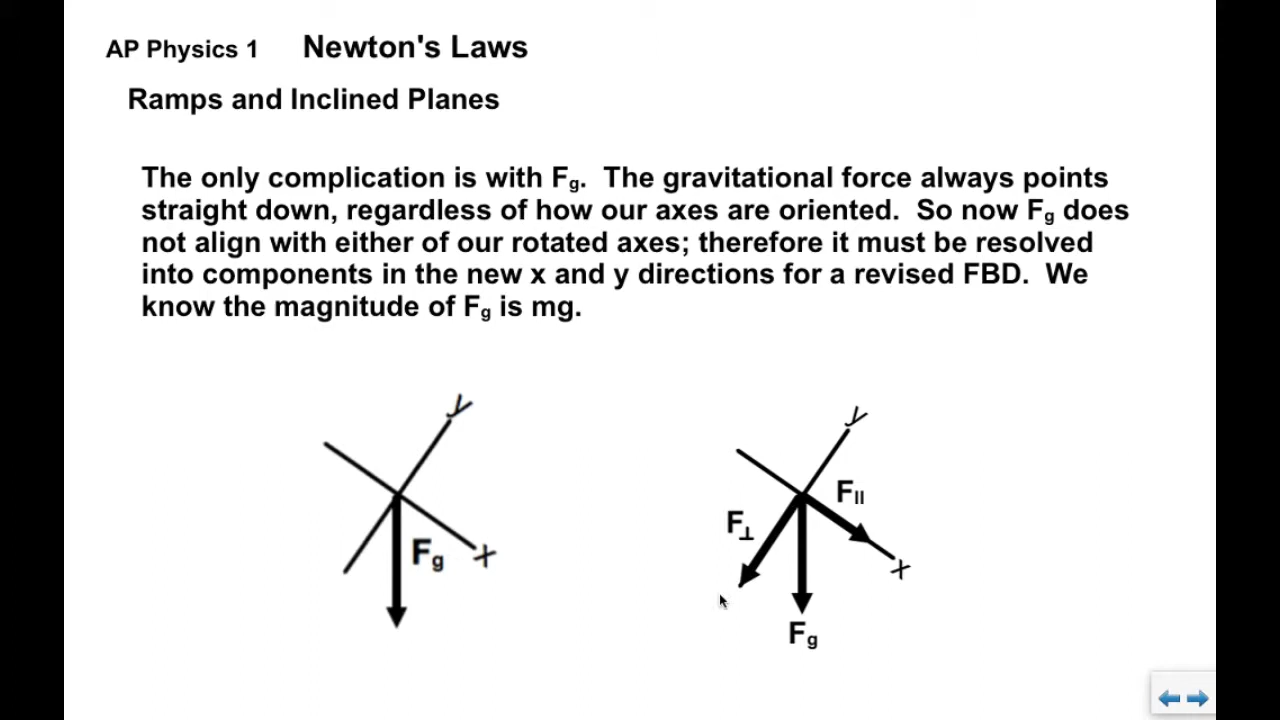 AP Physics 1 Newton's Laws
Ramps and Inclined Planes
The only complication is with Fg. The gravitational force always points
straight down, regardless of how our axes are oriented. So now Fg does
not align with either of our rotated axes; therefore it must be resolved
into components in the new x and y directions for a revised FBD. We
know the magnitude of Fg is mg.
y
Fg
x
y
F||
F⊥
x
Fg